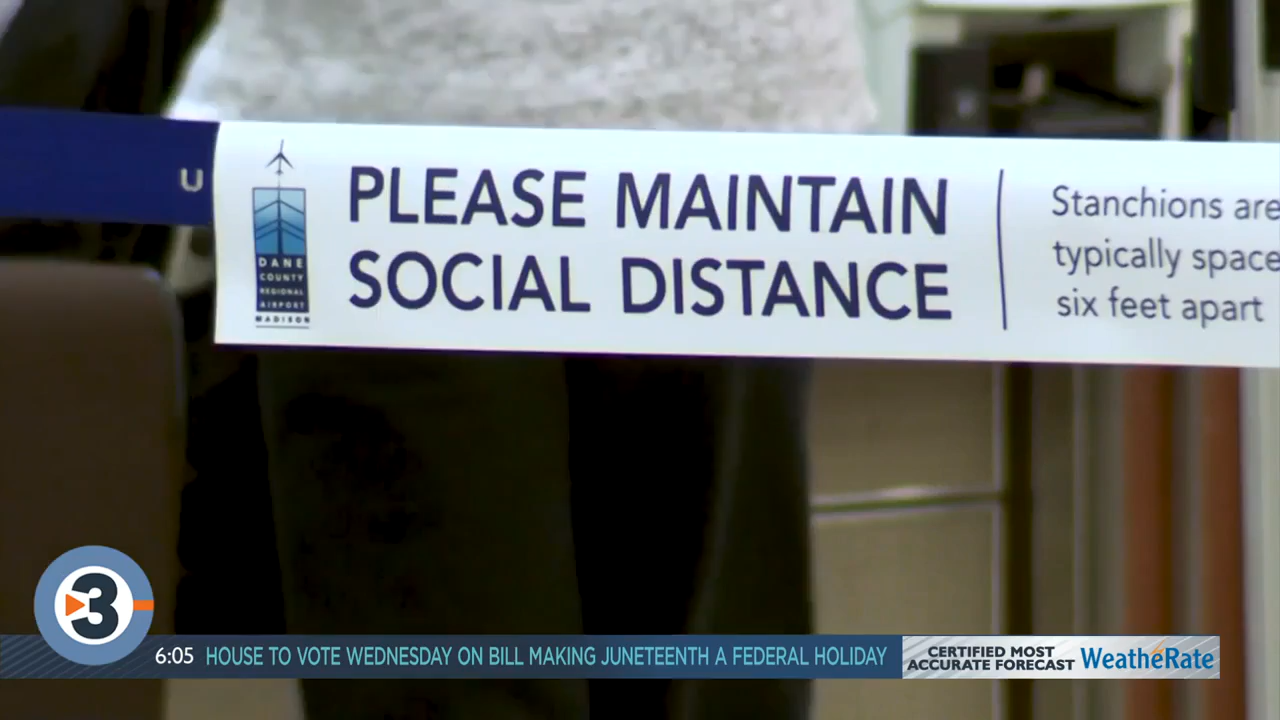 U
PLEASE MAINTAIN
SOCIAL DISTANCE
Stanchions are
typically space
six feet apart
DANE
COUNTY
REGIONAL
AIRPORT
MADISON
3
6:05 HOUSE TO VOTE WEDNESDAY ON BILL MAKING JUNETEENTH A FEDERAL HOLIDAY
CERTIFIED MOST
ACCURATE FORECAST
WeatheRate